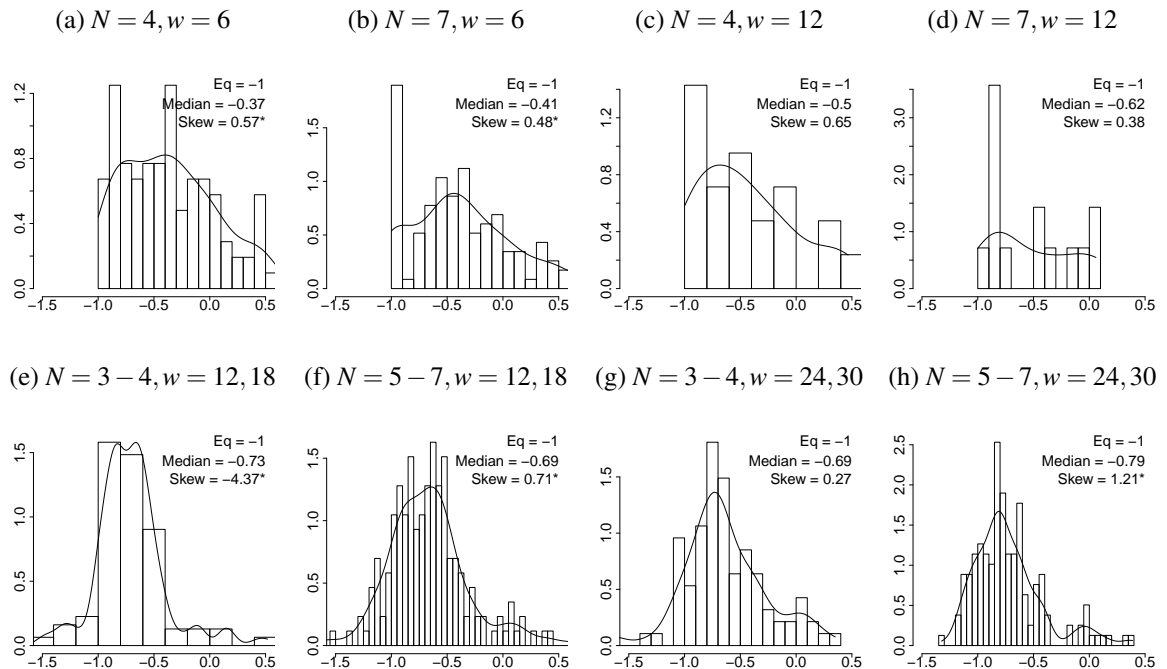 (a) N = 4, w = 6
(b) N = 7, w = 6
(c) N = 4, w = 12
(d) N = 7, w = 12
Eq = −1
Median = −0.37
Skew = 0.57*
0.0 0.4 0.8 1.2
−1.5 −1.0 −0.5 0.0 0.5
Eq = −1
Median = −0.41
Skew = 0.48*
0.0 0.5 1.0 1.5
−1.5 −1.0 −0.5 0.0 0.5
Eq = −1
Median = −0.5
Skew = 0.65
0.0 0.4 0.8 1.2
−1.5 −1.0 −0.5 0.0 0.5
Eq = −1
Median = −0.62
Skew = 0.38
0.0 1.0 2.0 3.0
−1.5 −1.0 −0.5 0.0 0.5
(e) N = 3 − 4, w = 12, 18
(f) N = 5 − 7, w = 12, 18
(g) N = 3 − 4, w = 24, 30
(h) N = 5 − 7, w = 24, 30
Eq = −1
Median = −0.73
Skew = −4.37*
0.0 0.5 1.0 1.5
−1.5 −1.0 −0.5 0.0 0.5
Eq = −1
Median = −0.69
Skew = 0.71*
0.0 0.5 1.0 1.5
−1.5 −1.0 −0.5 0.0 0.5
Eq = −1
Median = −0.69
Skew = 0.27
0.0 0.5 1.0 1.5
−1.5 −1.0 −0.5 0.0 0.5
Eq = −1
Median = −0.79
Skew = 1.21*
0.0 0.5 1.0 1.5 2.0 2.5
−1.5 −1.0 −0.5 0.0 0.5